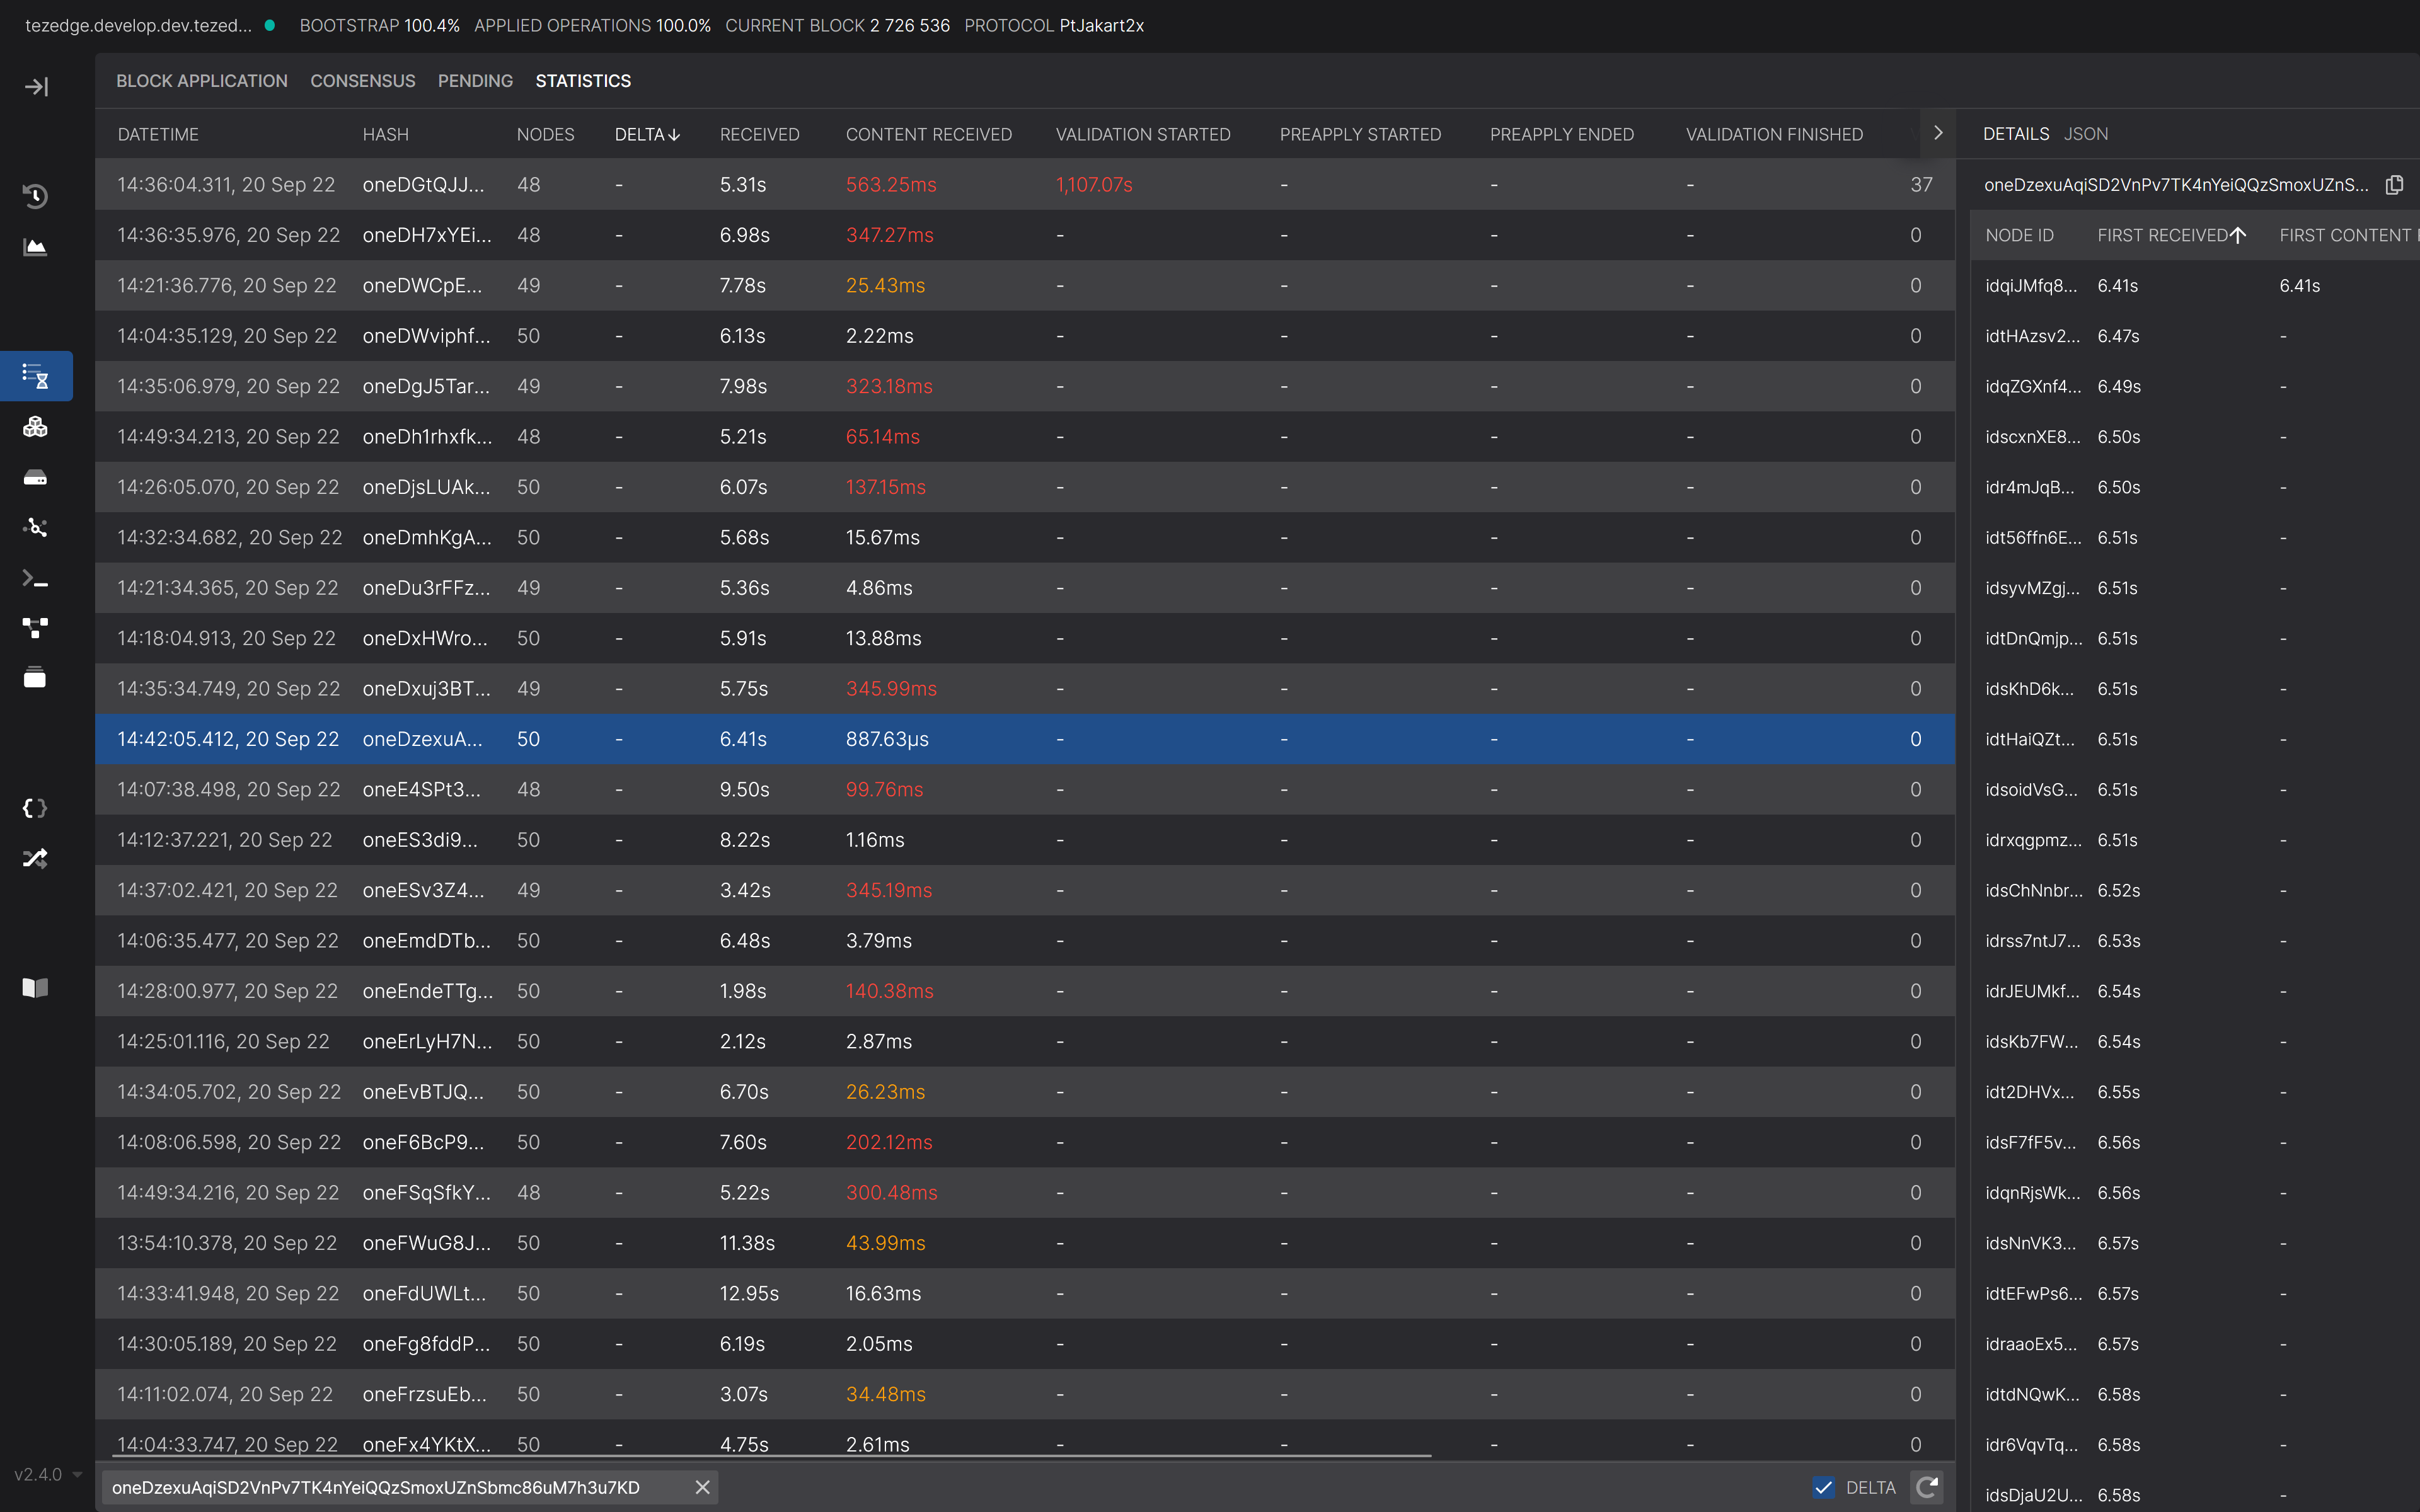 tezedge.develop.dev.tezed... BOOTSTRAP 100.4% APPLIED OPERATIONS 100.0% CURRENT BLOCK 2 726 536 PROTOCOL PtJakart2x
BLOCK APPLICATION CONSENSUS PENDING STATISTICS
DATETIME HASH NODES DELTA RECEIVED CONTENT RECEIVED VALIDATION STARTED PREAPPLY STARTED PREAPPLY ENDED VALIDATION FINISHED
14:36:04.311, 20 Sep 22 oneDGtQJJ... 48 - 5.31s 563.25ms 1,107.07s - - - 37
14:36:35.976, 20 Sep 22 oneDH7xYEi... 48 - 6.98s 347.27ms - - - - 0
14:21:36.776, 20 Sep 22 oneDWCpE... 49 - 7.78s 25.43ms - - - - 0
14:04:35.129, 20 Sep 22 oneDWviphf... 50 - 6.13s 2.22ms - - - - 0
14:35:06.979, 20 Sep 22 oneDgJ5Tar... 49 - 7.98s 323.18ms - - - - 0
14:49:34.213, 20 Sep 22 oneDh1rhxfk... 48 - 5.21s 65.14ms - - - - 0
14:26:05.070, 20 Sep 22 oneDjsLUAk... 50 - 6.07s 137.15ms - - - - 0
14:32:34.682, 20 Sep 22 oneDmhKgA... 50 - 5.68s 15.67ms - - - - 0
14:21:34.365, 20 Sep 22 oneDu3rFFz... 49 - 5.36s 4.86ms - - - - 0
14:18:04.913, 20 Sep 22 oneDxHWro... 50 - 5.91s 13.88ms - - - - 0
14:35:34.749, 20 Sep 22 oneDxuj3BT... 49 - 5.75s 345.99ms - - - - 0
14:42:05.412, 20 Sep 22 oneDzexuA... 50 - 6.41s 887.63µs - - - - 0
14:07:38.498, 20 Sep 22 oneE4SPt3... 48 - 9.50s 99.76ms - - - - 0
14:12:37.221, 20 Sep 22 oneES3di9... 50 - 8.22s 1.16ms - - - - 0
14:37:02.421, 20 Sep 22 oneESv3Z4... 49 - 3.42s 345.19ms - - - - 0
14:06:35.477, 20 Sep 22 oneEmdDTb... 50 - 6.48s 3.79ms - - - - 0
14:28:00.977, 20 Sep 22 oneEndeTTg... 50 - 1.98s 140.38ms - - - - 0
14:25:01.116, 20 Sep 22 oneErLyH7N... 50 - 2.12s 2.87ms - - - - 0
14:34:05.702, 20 Sep 22 oneEvBTJQ... 50 - 6.70s 26.23ms - - - - 0
14:08:06.598, 20 Sep 22 oneF6BcP9... 50 - 7.60s 202.12ms - - - - 0
14:49:34.216, 20 Sep 22 oneFSqSfkY... 48 - 5.22s 300.48ms - - - - 0
13:54:10.378, 20 Sep 22 oneFWuG8J... 50 - 11.38s 43.99ms - - - - 0
14:33:41.948, 20 Sep 22 oneFdUWLt... 50 - 12.95s 16.63ms - - - - 0
14:30:05.189, 20 Sep 22 oneFg8fddP... 50 - 6.19s 2.05ms - - - - 0
14:11:02.074, 20 Sep 22 oneFrzsuEb... 50 - 3.07s 34.48ms - - - - 0
14:04:33.747, 20 Sep 22 oneFx4YKtX... 50 - 4.75s 2.61ms - - - - 0
v2.4.0
oneDzexuAqiSD2VnPv7TK4nYeiQQzSmoxUZnSbmc86uM7h3u7KD
DELTA
DETAILS JSON
oneDzexuAqiSD2VnPv7TK4nYeiQQzSmoxUZnS...
NODE ID FIRST RECEIVED FIRST CONTENT
idqiJMfq8... 6.41s 6.41s
idtHAzsv2... 6.47s -
idqZGXnf4... 6.49s -
idscxnXE8... 6.50s -
idr4mJqB... 6.50s -
idt56ffn6E... 6.51s -
idsyvMZgj... 6.51s -
idtDnQmjp... 6.51s -
idsKhD6k... 6.51s -
idtHaiQZt... 6.51s -
idsoidVsG... 6.51s -
idrxqgpmz... 6.51s -
idsChNnbr... 6.52s -
idrss7ntJ7... 6.53s -
idrJEUMkf... 6.54s -
idsKb7FW... 6.54s -
idt2DHVx... 6.55s -
idsF7fF5v... 6.56s -
idqnRjsWk... 6.56s -
idsNnVK3... 6.57s -
idtEFwPs6... 6.57s -
idraaoEx5... 6.57s -
idtdNQwK... 6.58s -
idr6VqvTq... 6.58s -
idsDjaU2U... 6.58s -